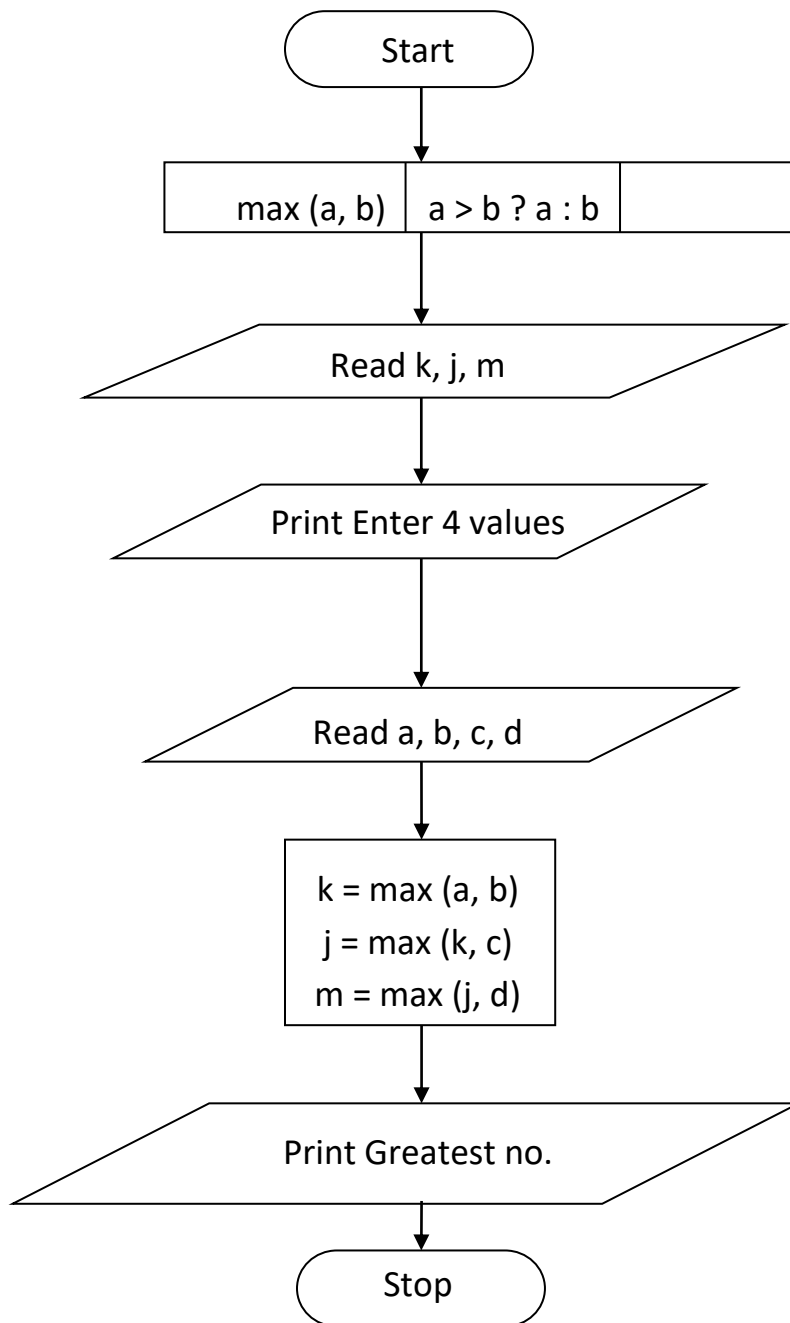 Start
max (a, b) a > b ? a : b
Read k, j, m
Print Enter 4 values
Read a, b, c, d
k = max (a, b)
j = max (k, c)
m = max (j, d)
Print Greatest no.
Stop